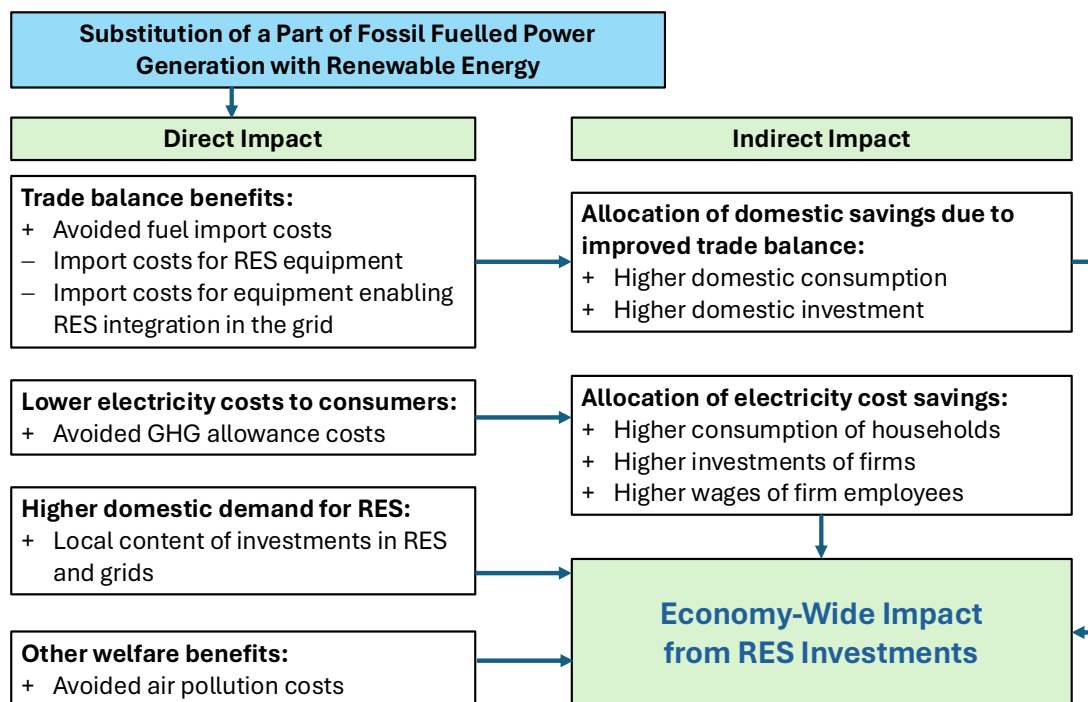 Substitution of a Part of Fossil Fuelled Power
Generation with Renewable Energy
Direct Impact
Indirect Impact
Trade balance benefits:
+ Avoided fuel import costs
– Import costs for RES equipment
– Import costs for equipment enabling
RES integration in the grid
Allocation of domestic savings due to
improved trade balance:
+ Higher domestic consumption
+ Higher domestic investment
Lower electricity costs to consumers:
+ Avoided GHG allowance costs
Allocation of electricity cost savings:
+ Higher consumption of households
+ Higher investments of firms
+ Higher wages of firm employees
Higher domestic demand for RES:
+ Local content of investments in RES
and grids
Economy-Wide Impact
from RES Investments
Other welfare benefits:
+ Avoided air pollution costs